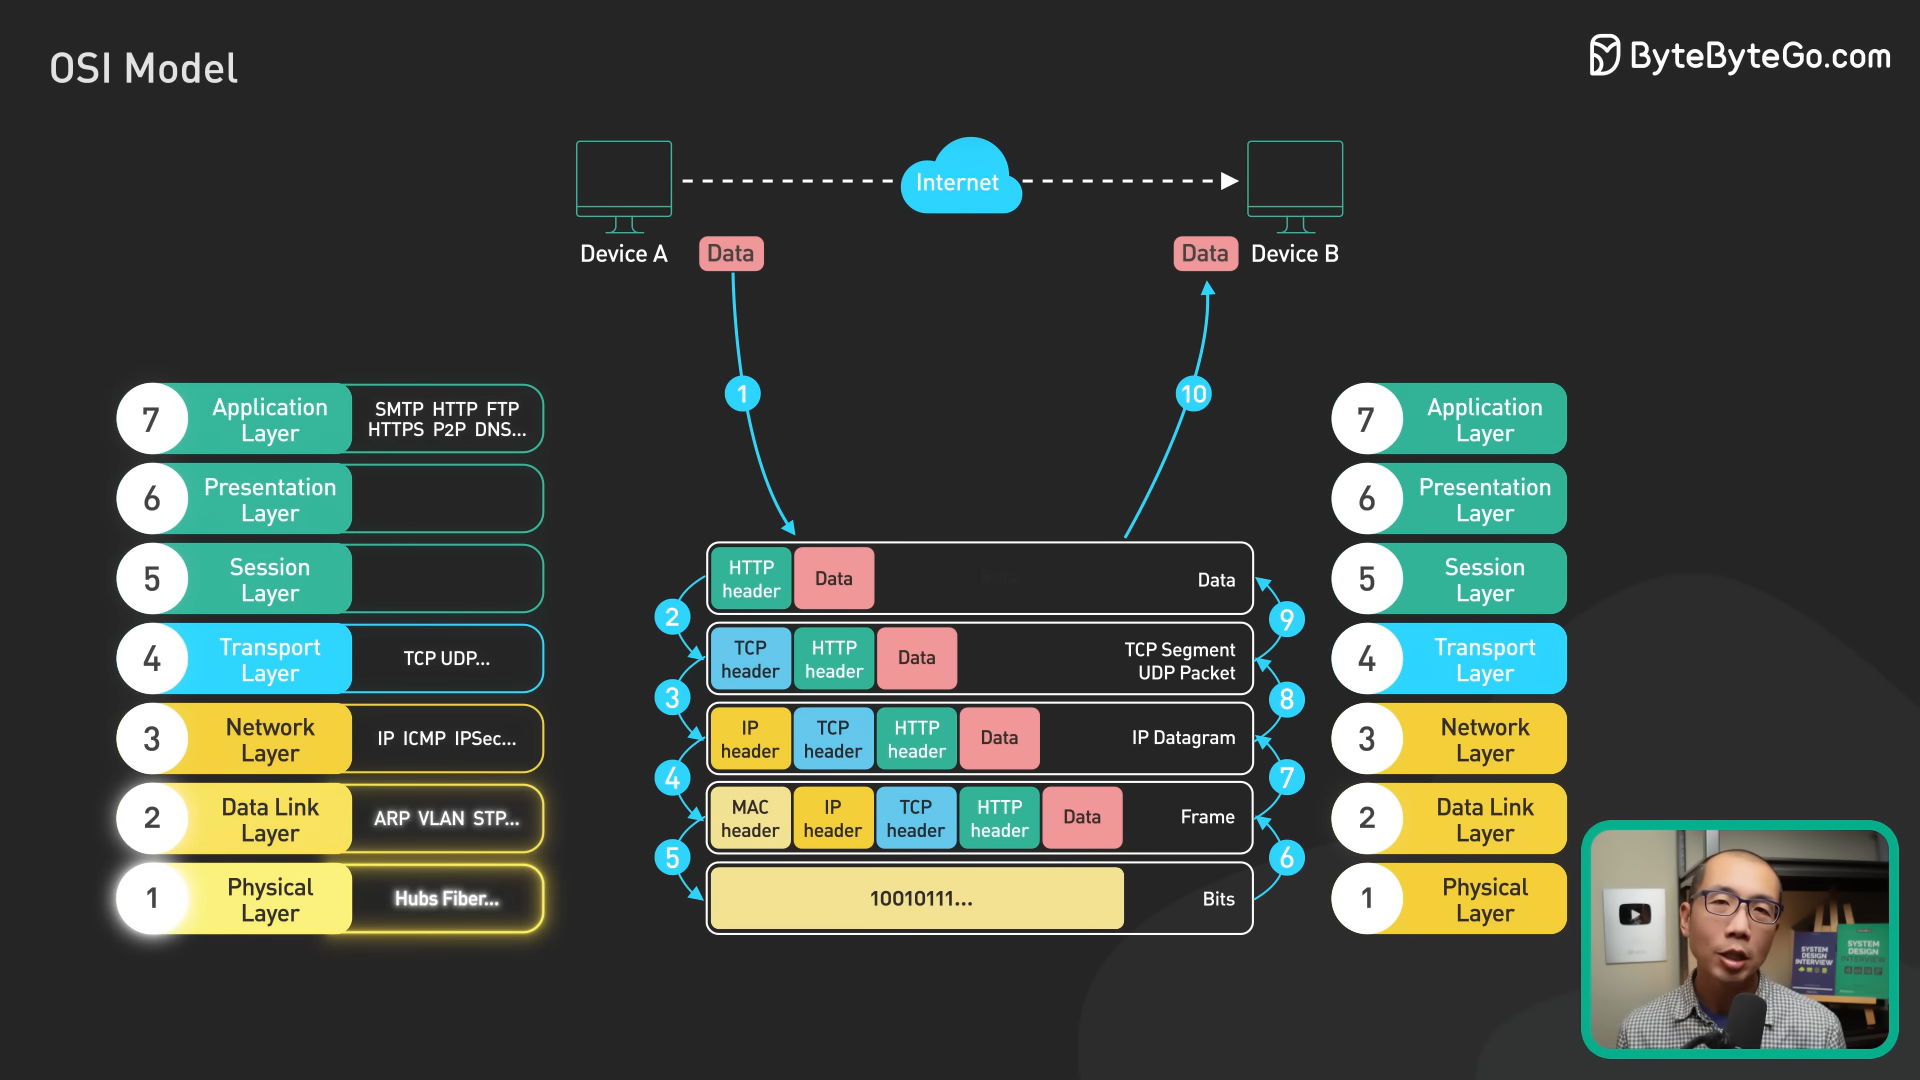 OSI Model
ByteByteGo.com
Internet
Device A
Data
Data
Device B
1
10
7
Application
Layer
SMTP HTTP FTP
HTTPS P2P DNS...
6
Presentation
Layer
5
Session
Layer
4
Transport
Layer
TCP UDP...
3
Network
Layer
IP ICMP IPSec...
2
Data Link
Layer
ARP VLAN STP...
1
Physical
Layer
Hubs Fiber...
HTTP
header
Data
Data
2
9
TCP
header
HTTP
header
Data
TCP Segment
UDP Packet
3
8
IP
header
TCP
header
HTTP
header
Data
IP Datagram
4
7
MAC
header
IP
header
TCP
header
HTTP
header
Data
Frame
5
6
10010111...
Bits
7
Application
Layer
6
Presentation
Layer
5
Session
Layer
4
Transport
Layer
3
Network
Layer
2
Data Link
Layer
1
Physical
Layer
SYSTEM
DESIGN
INTERVIEW
SYSTEM
DESIGN
INTERVIEW